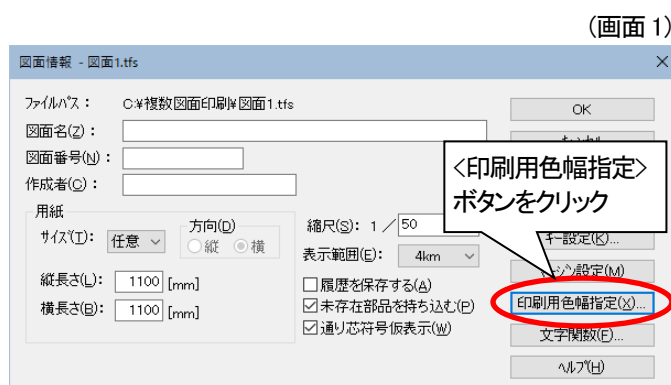 (画面 1)
図面情報 - 図面1.tfs
ファイルパス： C:¥複数図面印刷¥図面1.tfs
OK
図面名(Z)：
図面番号(N)：
作成者(C)：
<印刷用色幅指定>
ボタンをクリック
用紙
サイズ(T)： 任意
方向(D)
縦 横
縦長さ(L)： 1100 [mm]
横長さ(B)： 1100 [mm]
縮尺(S)： 1 ／ 50
表示範囲(E)： 4km
履歴を保存する(A)
未存在部品を持ち込む(P)
通り芯符号仮表示(W)
キー設定(K)...
印刷用色幅指定(X)...
文字関数(F)...
ヘルプ(H)